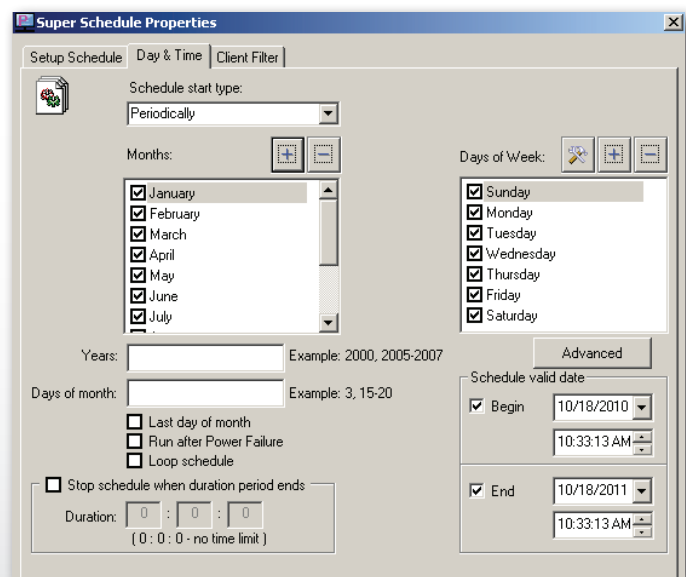 Super Schedule Properties
Setup Schedule Day & Time Client Filter
Schedule start type:
Periodically
Months:
January
February
March
April
May
June
July
Days of Week:
Sunday
Monday
Tuesday
Wednesday
Thursday
Friday
Saturday
Advanced
Years: Example: 2000, 2005-2007
Days of month: Example: 3, 15-20
Last day of month
Run after Power Failure
Loop schedule
Stop schedule when duration period ends
Duration: 0 : 0 : 0
( 0 : 0 : 0 - no time limit )
Schedule valid date
Begin 10/18/2010
10:33:13 AM
End 10/18/2011
10:33:13 AM